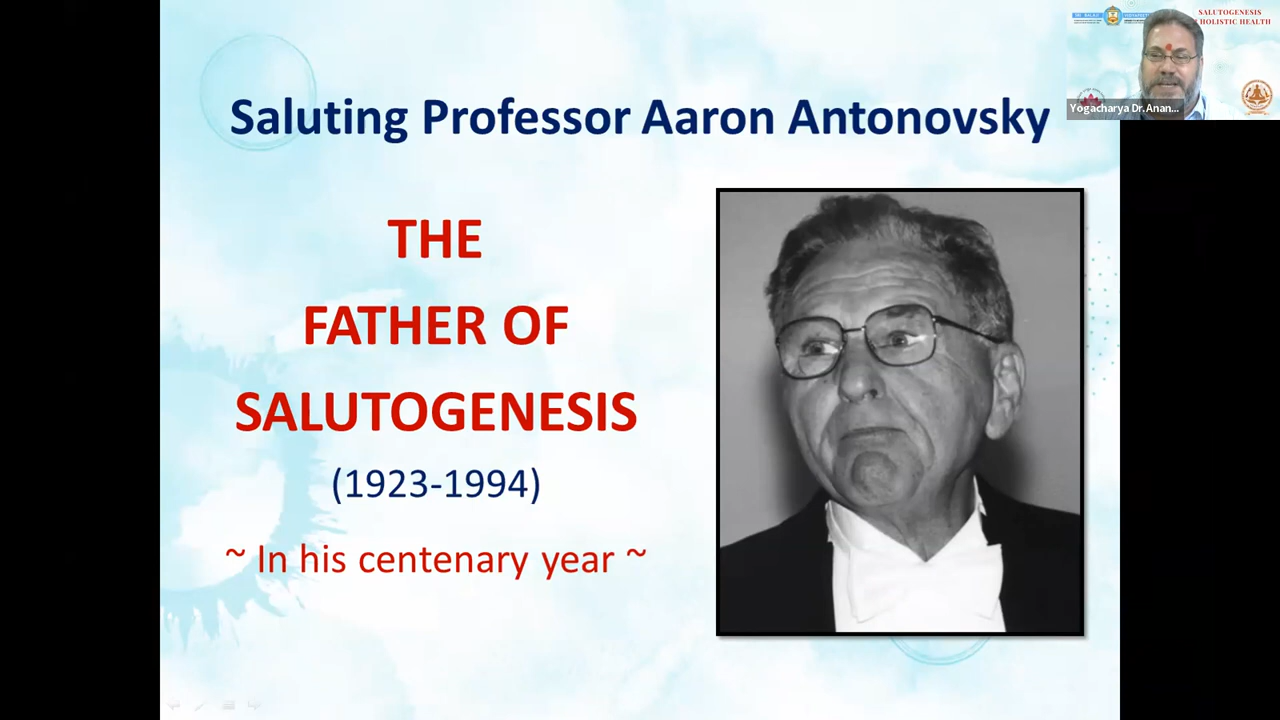 Saluting Professor Aaron Antonovsky
THE
FATHER OF
SALUTOGENESIS
(1923-1994)
~ In his centenary year ~
SALUTOGENESIS
HOLISTIC HEALTH
Yogacharya Dr.Anan...